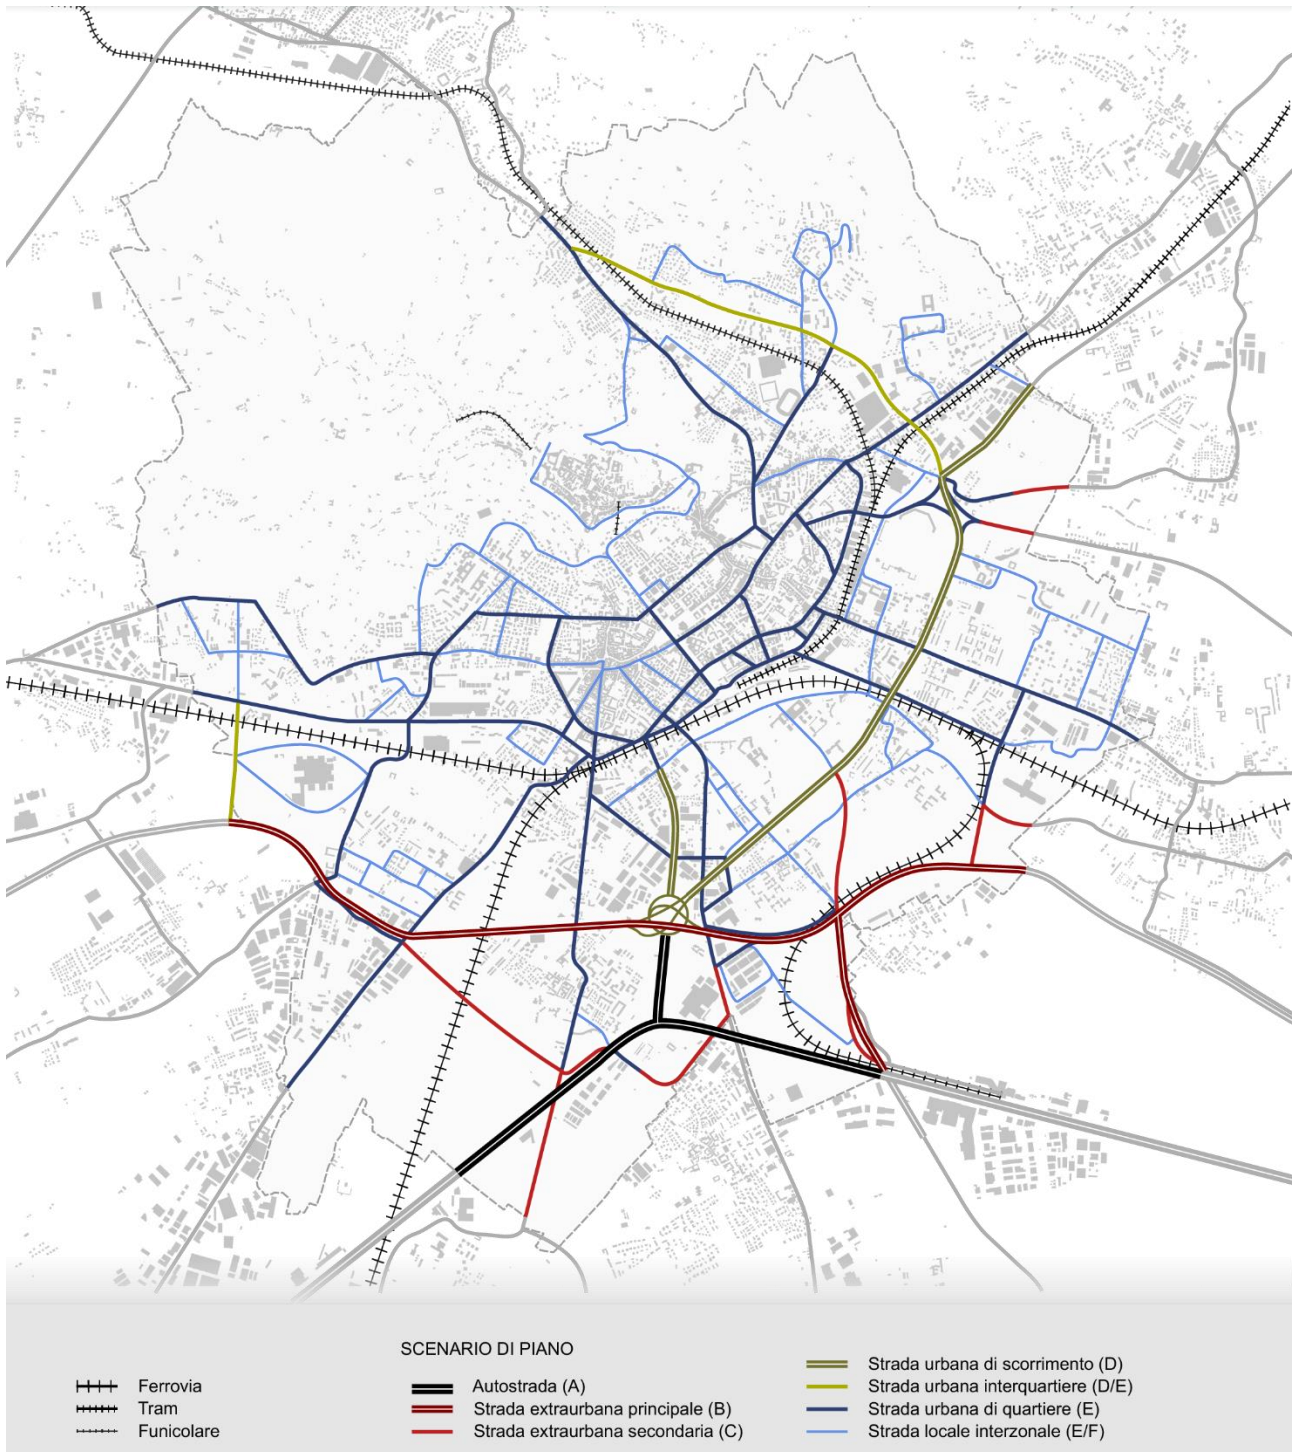 SCENARIO DI PIANO
Ferrovia
Tram
Funicolare
Autostrada (A)
Strada extraurbana principale (B)
Strada extraurbana secondaria (C)
Strada urbana di scorrimento (D)
Strada urbana interquartiere (D/E)
Strada urbana di quartiere (E)
Strada locale interzonale (E/F)